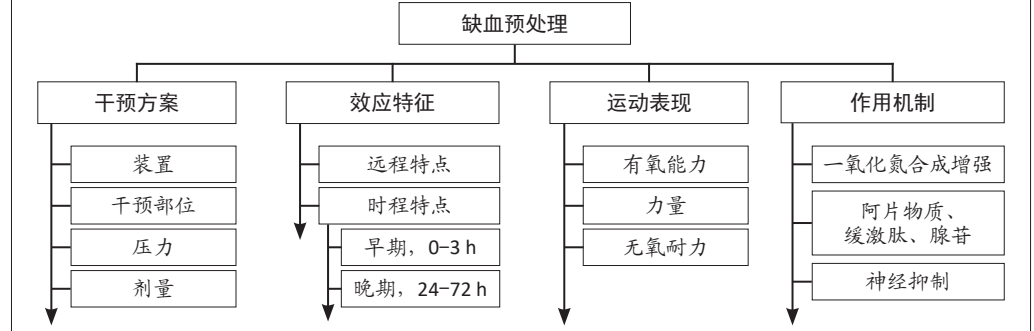 缺血预处理
干预方案
装置
干预部位
压力
剂量
效应特征
远程特点
时程特点
早期，0−3 h
晚期，24−72 h
运动表现
有氧能力
力量
无氧耐力
作用机制
一氧化氮合成增强
阿片物质、
缓激肽、腺苷
神经抑制